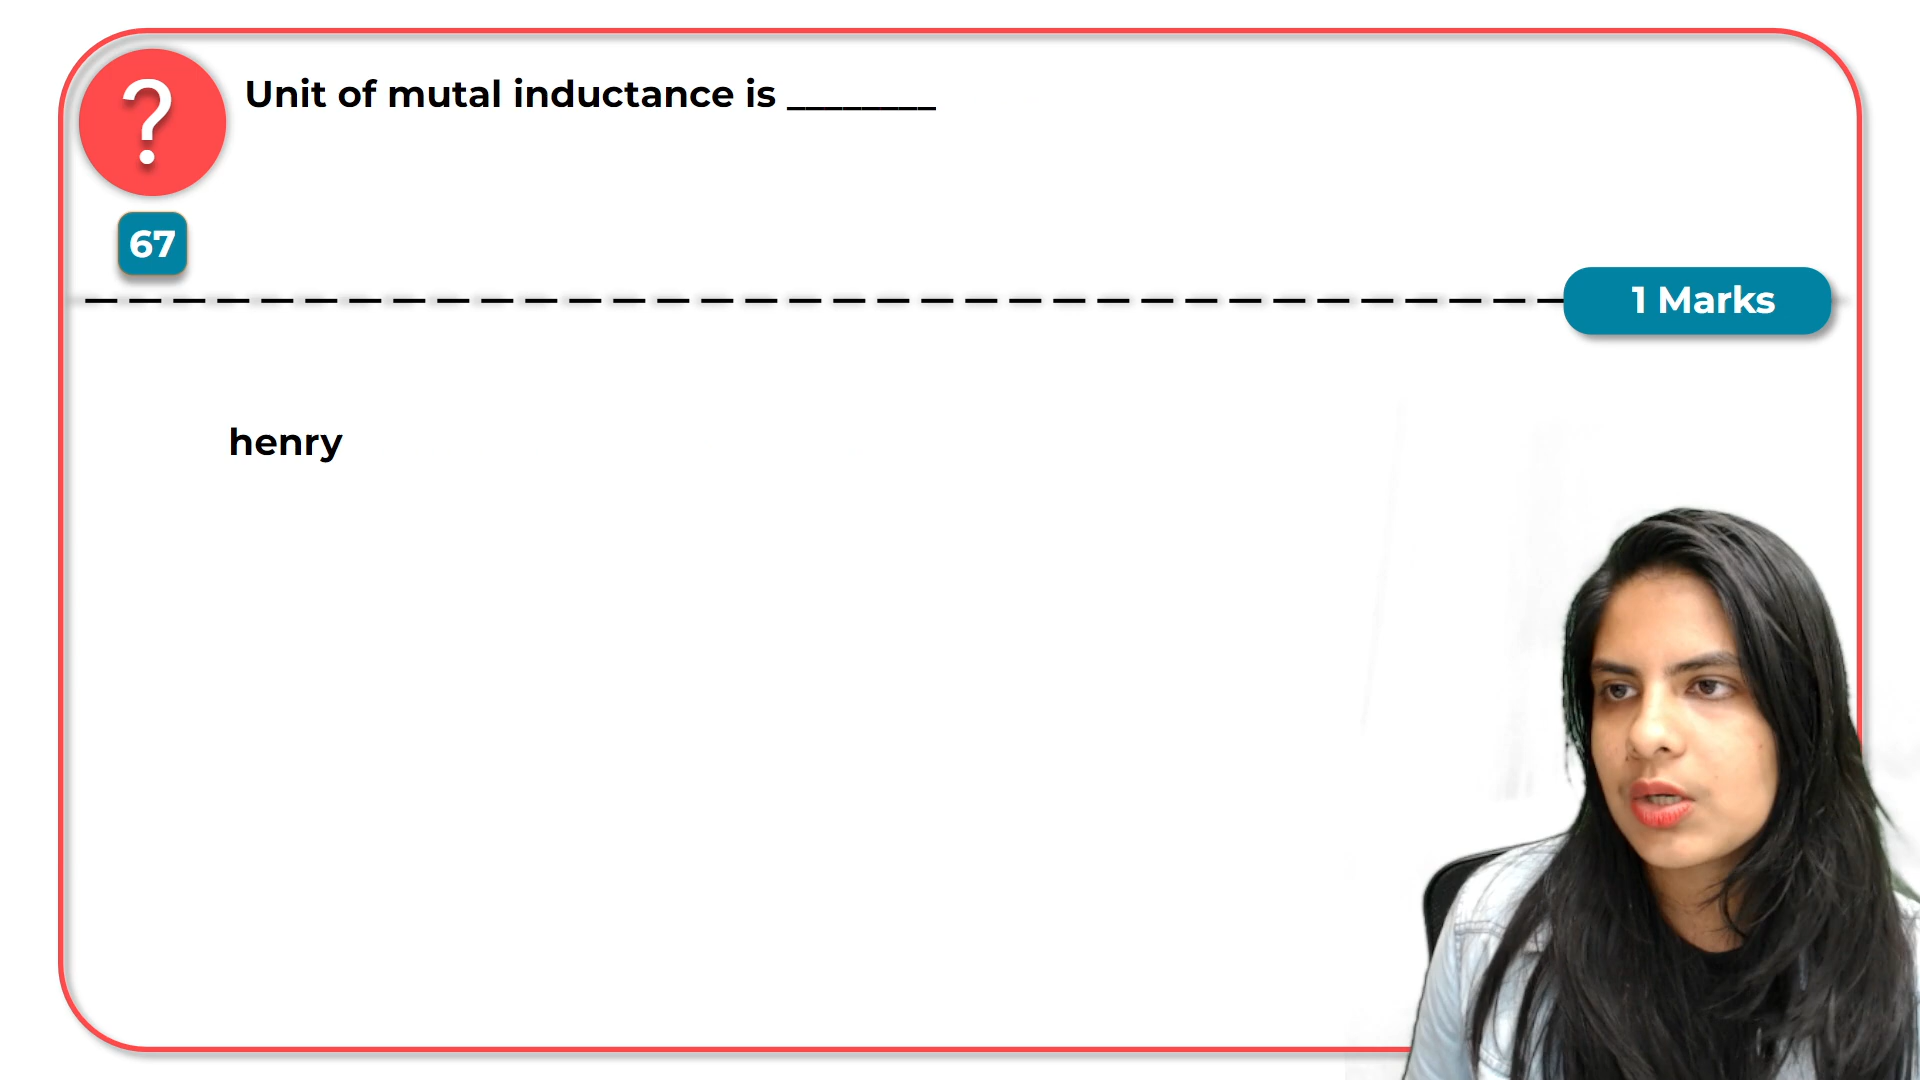 ?
Unit of mutal inductance is ________
67
1 Marks
henry